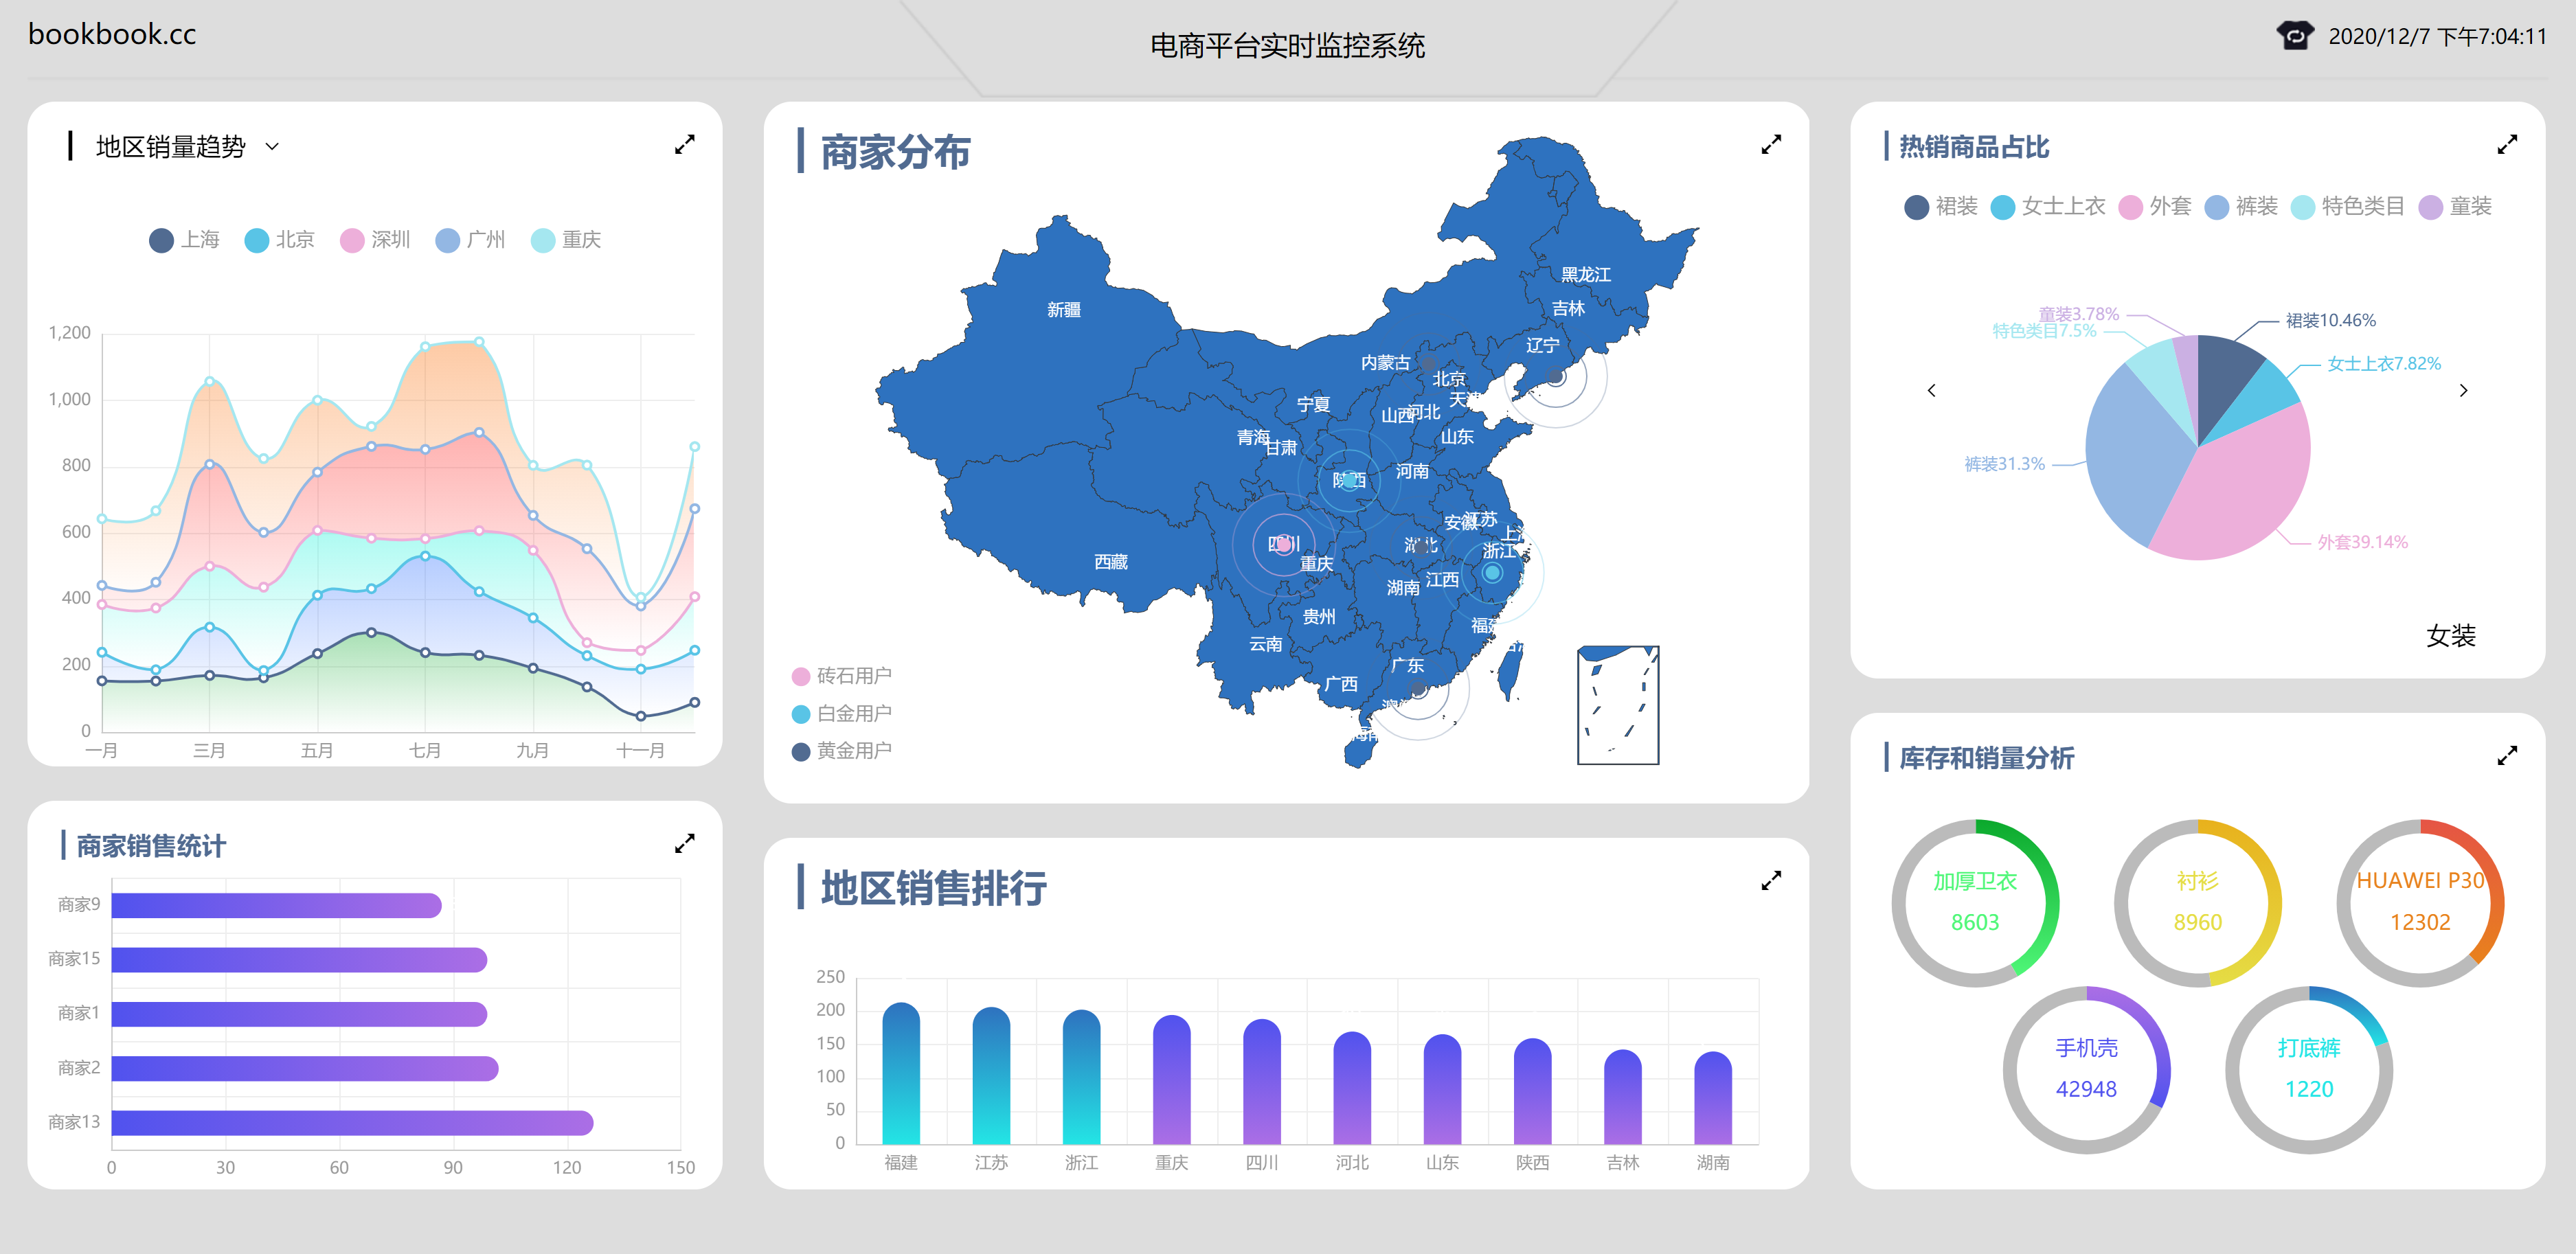 bookbook.cc
电商平台实时监控系统
2020/12/7 下午7:04:11
地区销量趋势
上海 北京 深圳 广州 重庆
1,200
1,000
800
600
400
200
0
一月 三月 五月 七月 九月 十一月
商家销售统计
商家9
商家15
商家1
商家2
商家13
0 30 60 90 120 150
商家分布
黑龙江
新疆
吉林
辽宁
内蒙古
北京
天津
宁夏
山西
河北
青海
甘肃
山东
陕西
河南
安徽
江苏
上海
四川
湖北
浙江
重庆
西藏
湖南
江西
贵州
福建
云南
广东
广西
砖石用户
白金用户
黄金用户
地区销售排行
250
200
150
100
50
0
福建 江苏 浙江 重庆 四川 河北 山东 陕西 吉林 湖南
热销商品占比
裙装 女士上衣 外套 裤装 特色类目 童装
童装3.78%
特色类目7.5%
裙装10.46%
女士上衣7.82%
裤装31.3%
外套39.14%
女装
库存和销量分析
加厚卫衣
8603
衬衫
8960
HUAWEI P30
12302
手机壳
42948
打底裤
1220